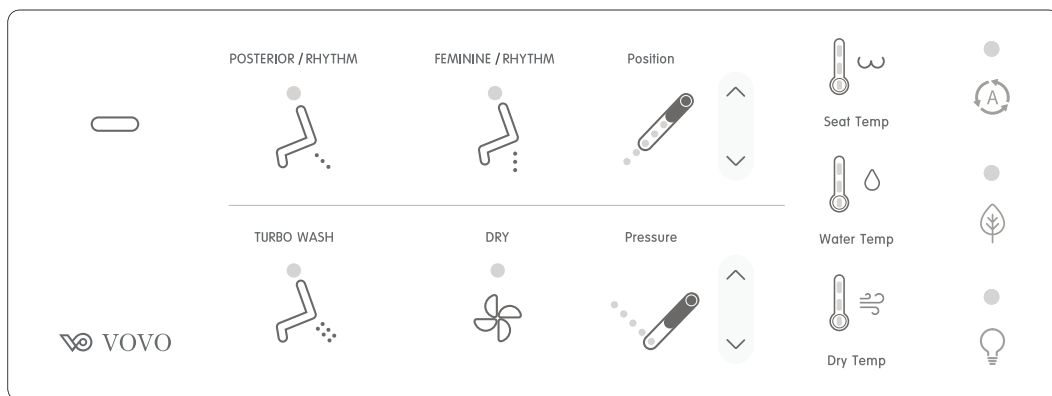 POSTERIOR / RHYTHM
FEMININE / RHYTHM
Position
Seat Temp
A
Water Temp
TURBO WASH
DRY
Pressure
Dry Temp
VOVO